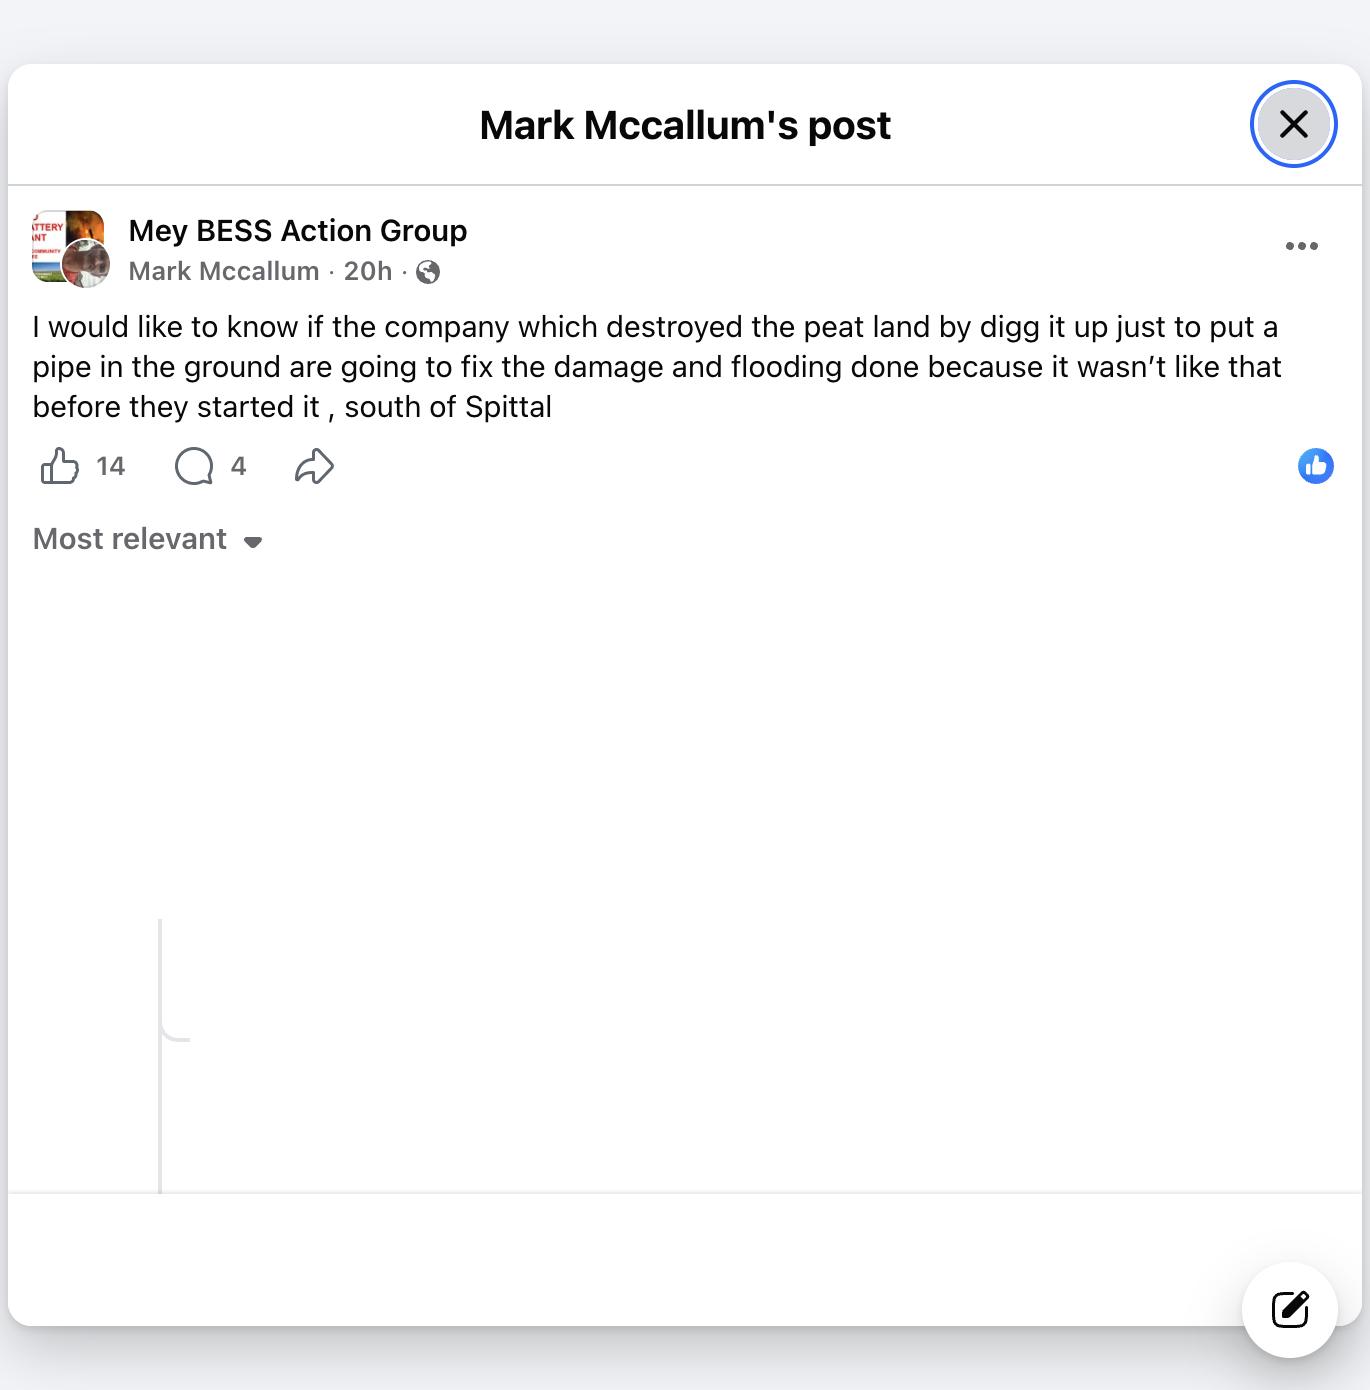 Mark Mccallum's post
Mey BESS Action Group
Mark Mccallum · 20h ·
I would like to know if the company which destroyed the peat land by digg it up just to put a
pipe in the ground are going to fix the damage and flooding done because it wasn’t like that
before they started it , south of Spittal
14 4
Most relevant